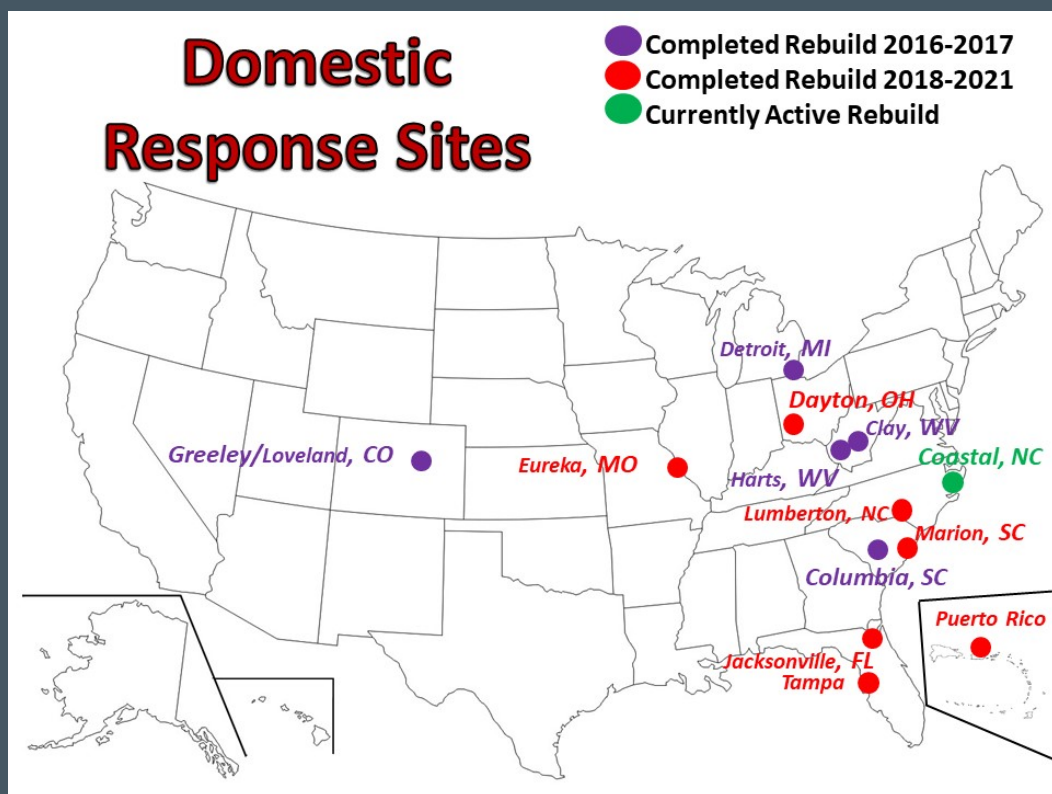 Domestic
Response Sites
Completed Rebuild 2016-2017
Completed Rebuild 2018-2021
Currently Active Rebuild
Detroit, MI
Dayton, OH
Clay, WV
Greeley/Loveland, CO
Eureka, MO
Coastal, NC
Harts, WV
Lumberton, NC
Marion, SC
Columbia, SC
Puerto Rico
Jacksonville, FL
Tampa